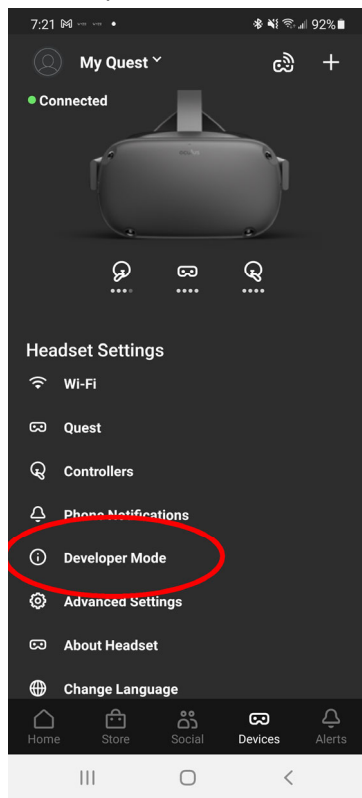 7:21 92%
My Quest
Connected
oculus
Headset Settings
Wi-Fi
Quest
Controllers
Phone Notifications
Developer Mode
Advanced Settings
About Headset
Change Language
Home Store Social Devices Alerts